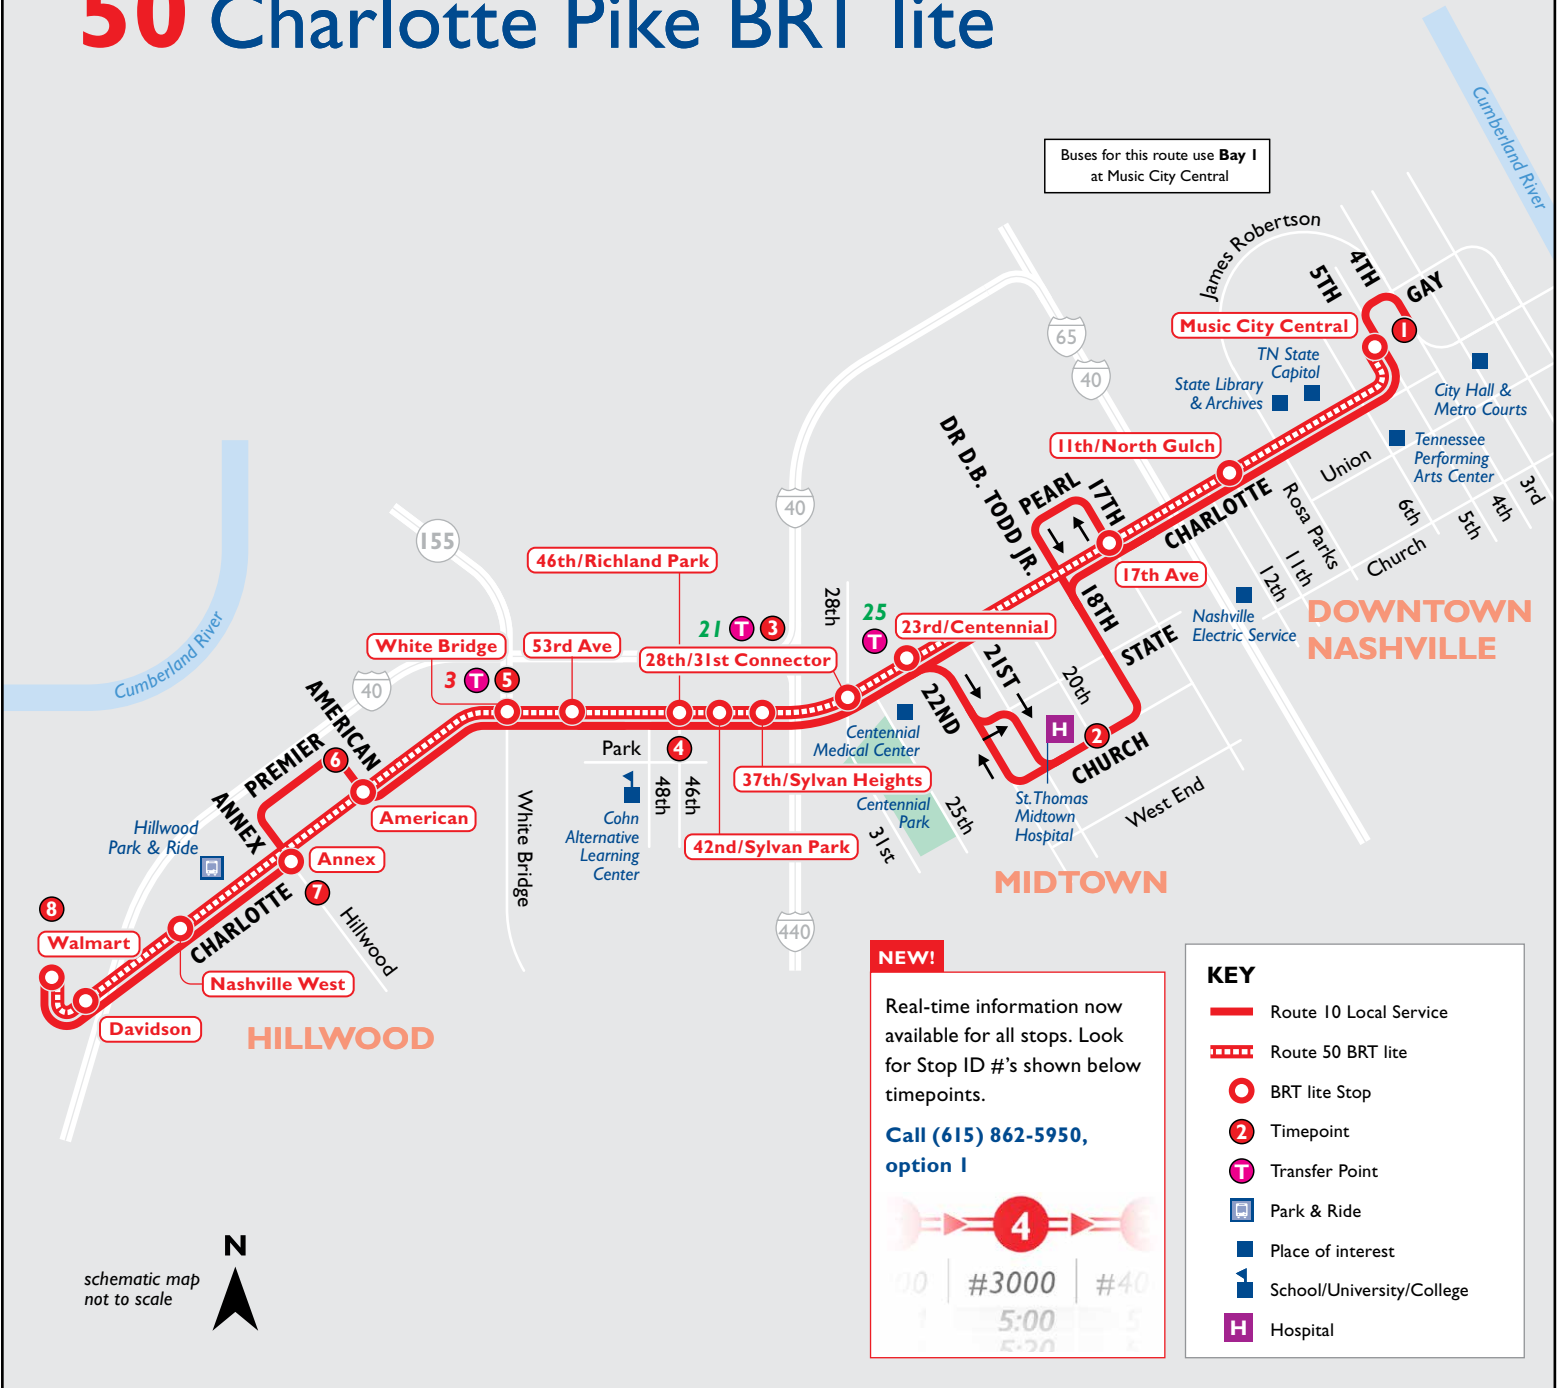 50 Charlotte Pike BRT lite
Cumberland River
Buses for this route use Bay 1
at Music City Central
James Robertson
5TH
4TH
GAY
Music City Central
1
TN State
Capitol
State Library
& Archives
City Hall &
Metro Courts
Tennessee
Performing
Arts Center
65
40
DR D.B. TODD JR.
11th/North Gulch
PEARL
17TH
CHARLOTTE
Union
Rosa Parks
6th
5th
4th
3rd
Church
11th
12th
17th Ave
18TH
STATE
Nashville
Electric Service
DOWNTOWN
NASHVILLE
40
155
46th/Richland Park
21
T
3
28th
25
T
23rd/Centennial
White Bridge
53rd Ave
28th/31st Connector
3
T
5
21ST
20th
22ND
Cumberland River
40
AMERICAN
PREMIER
6
ANNEX
Park
4
Centennial
Medical Center
H
2
CHURCH
48th
46th
37th/Sylvan Heights
St.Thomas
Midtown
Hospital
West End
Centennial
Park
25th
31st
American
White Bridge
Cohn
Alternative
Learning
Center
42nd/Sylvan Park
Hillwood
Park & Ride
Annex
7
MIDTOWN
8
Walmart
CHARLOTTE
Hillwood
440
Nashville West
Davidson
HILLWOOD
NEW!
Real-time information now
available for all stops. Look
for Stop ID #'s shown below
timepoints.
Call (615) 862-5950,
option 1
4
00
#3000
#40
1
5:00
5
5:20
KEY
Route 10 Local Service
Route 50 BRT lite
BRT lite Stop
2 Timepoint
T Transfer Point
Park & Ride
Place of interest
School/University/College
H Hospital
N
schematic map
not to scale